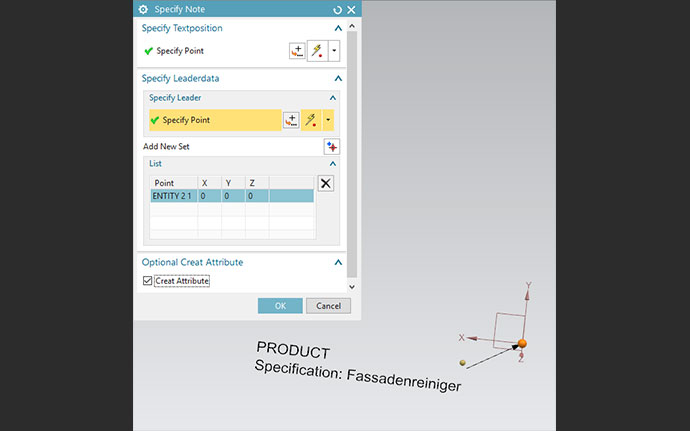 Specify Note
Specify Textposition
Specify Point
Specify Leaderdata
Specify Leader
Specify Point
Add New Set
List
Point X Y Z
ENTITY 2 1 0 0 0
Optional Creat Attribute
Creat Attribute
OK Cancel
Y
X
Z
PRODUCT
Specification: Fassadenreiniger